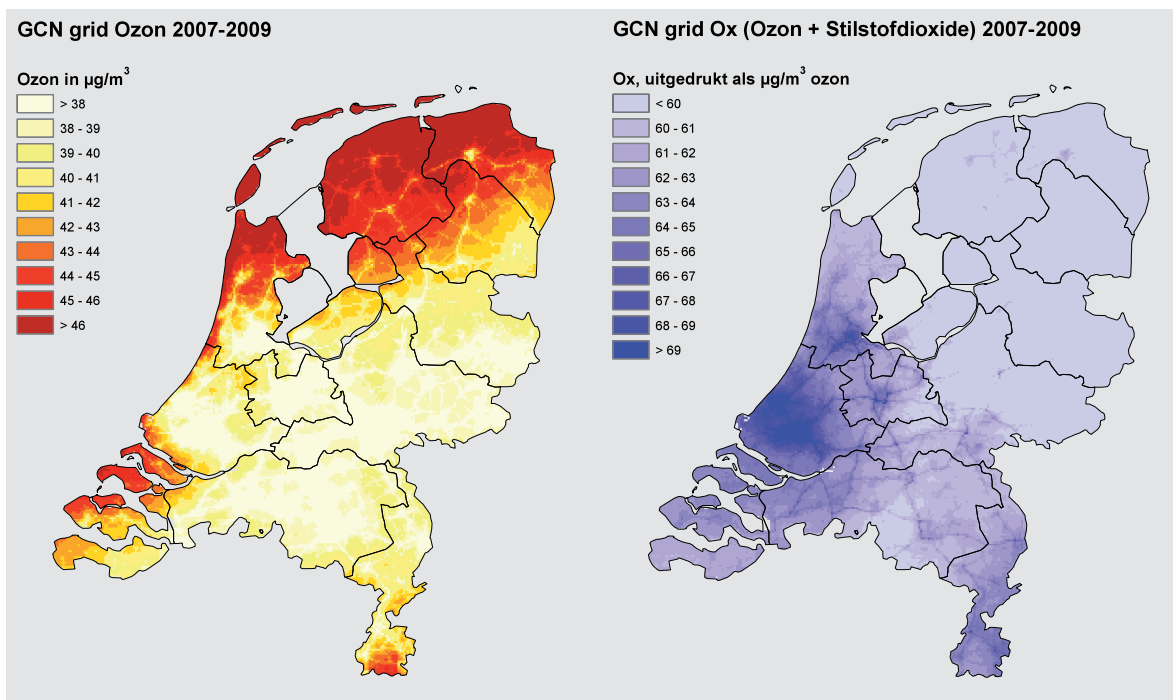 GCN grid Ozon 2007-2009
Ozon in µg/m³
> 38
38 - 39
39 - 40
40 - 41
41 - 42
42 - 43
43 - 44
44 - 45
45 - 46
> 46
GCN grid Ox (Ozon + Stilstofdioxide) 2007-2009
Ox, uitgedrukt als µg/m³ ozon
< 60
60 - 61
61 - 62
62 - 63
63 - 64
64 - 65
65 - 66
66 - 67
67 - 68
68 - 69
> 69